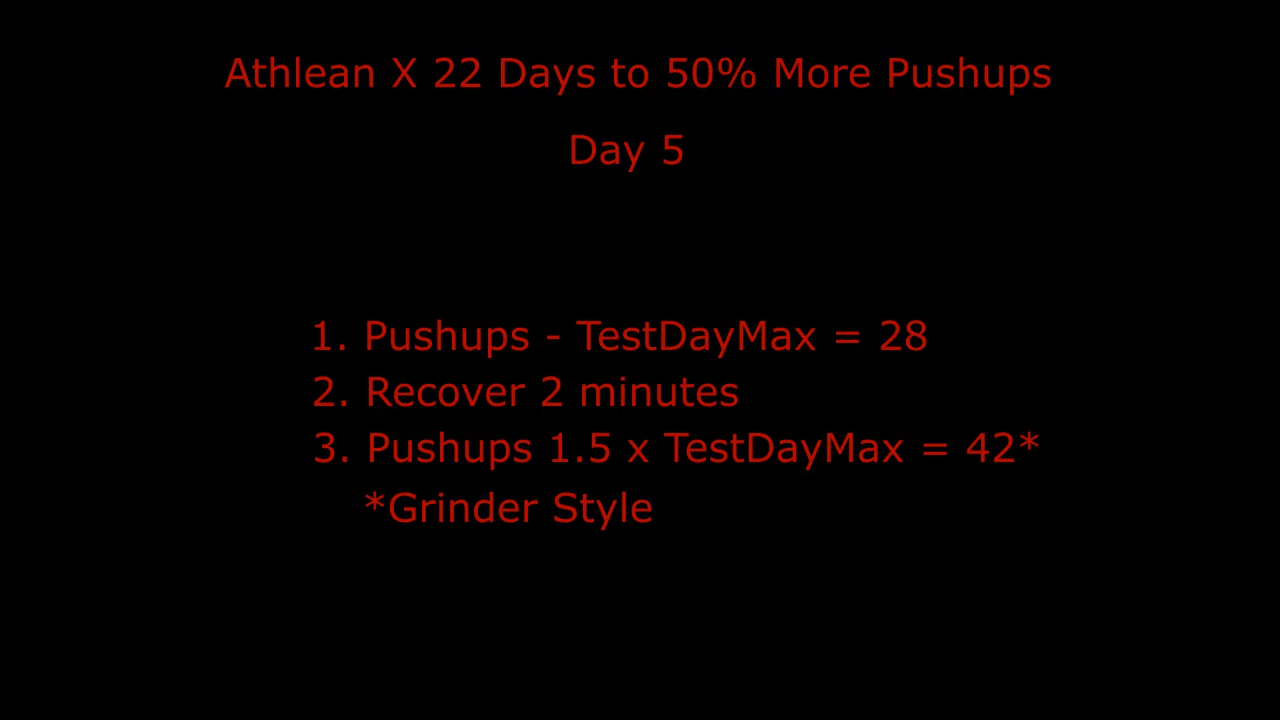 Athlean X 22 Days to 50% More Pushups
Day 5
1. Pushups - TestDayMax = 28
2. Recover 2 minutes
3. Pushups 1.5 x TestDayMax = 42*
*Grinder Style